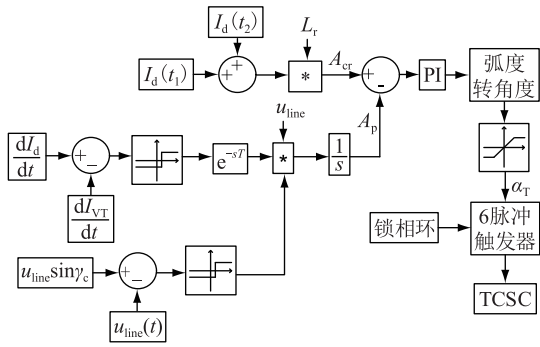 I_d(t_2)
L_r
I_d(t_1)
+
+
*
A_cr
+
-
PI
弧度
转角度
A_p
u_line
dI_d
dt
+
−
e^{-sT}
*
1
s
α_T
dI_VT
dt
锁相环
6脉冲
触发器
u_line sinγ_c
+
−
TCSC
u_line(t)